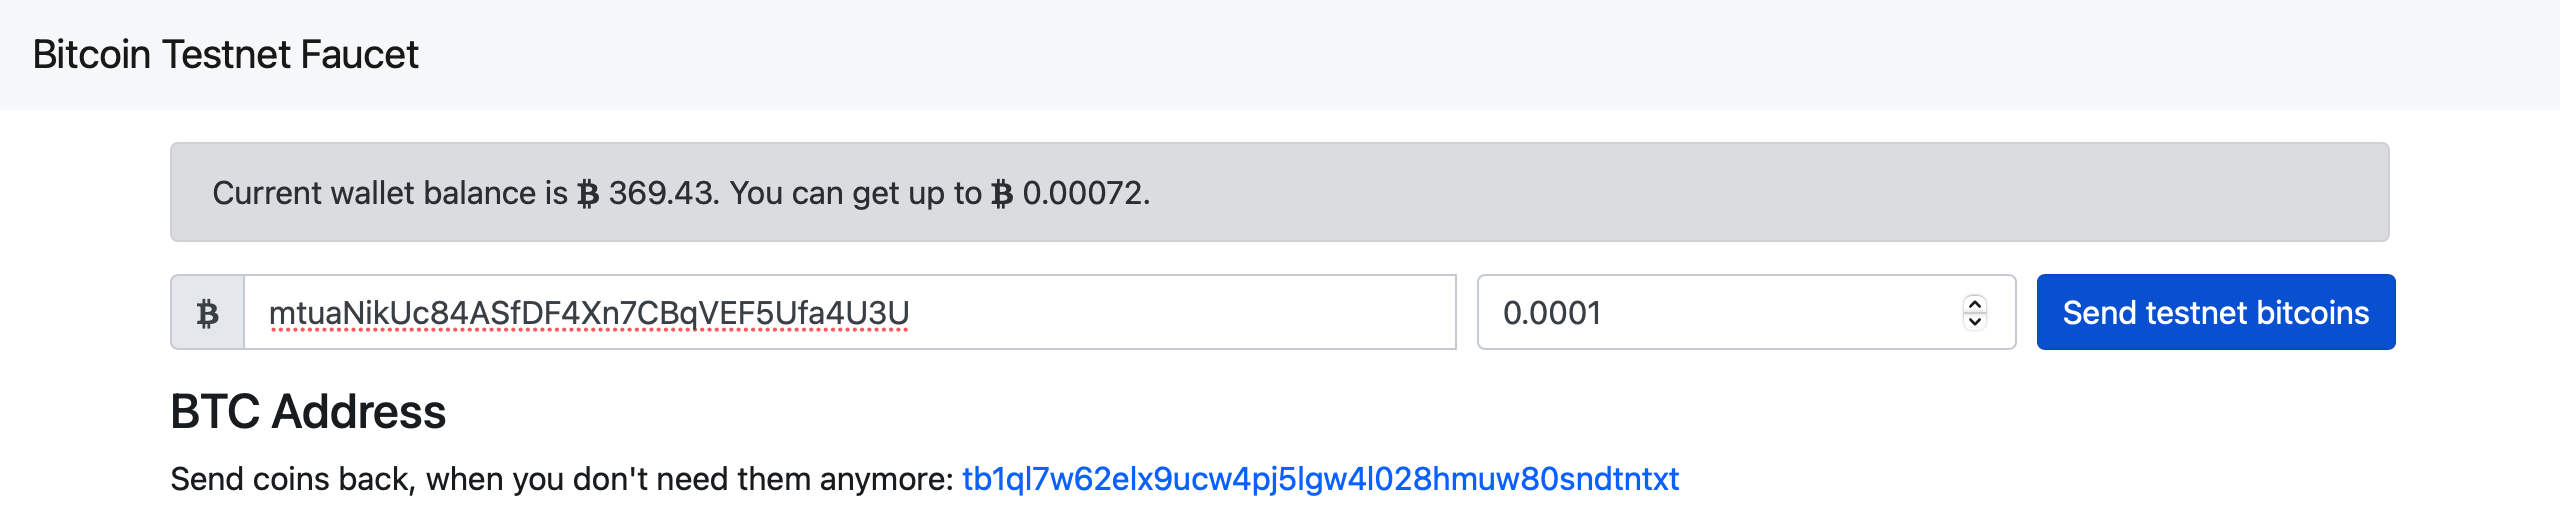 Bitcoin Testnet Faucet
Current wallet balance is ₿ 369.43. You can get up to ₿ 0.00072.
₿ mtuaNikUc84ASfDF4Xn7CBqVEF5Ufa4U3U 0.0001 Send testnet bitcoins
BTC Address
Send coins back, when you don't need them anymore: tb1ql7w62elx9ucw4pj5lgw4l028hmuw80sndtntxt